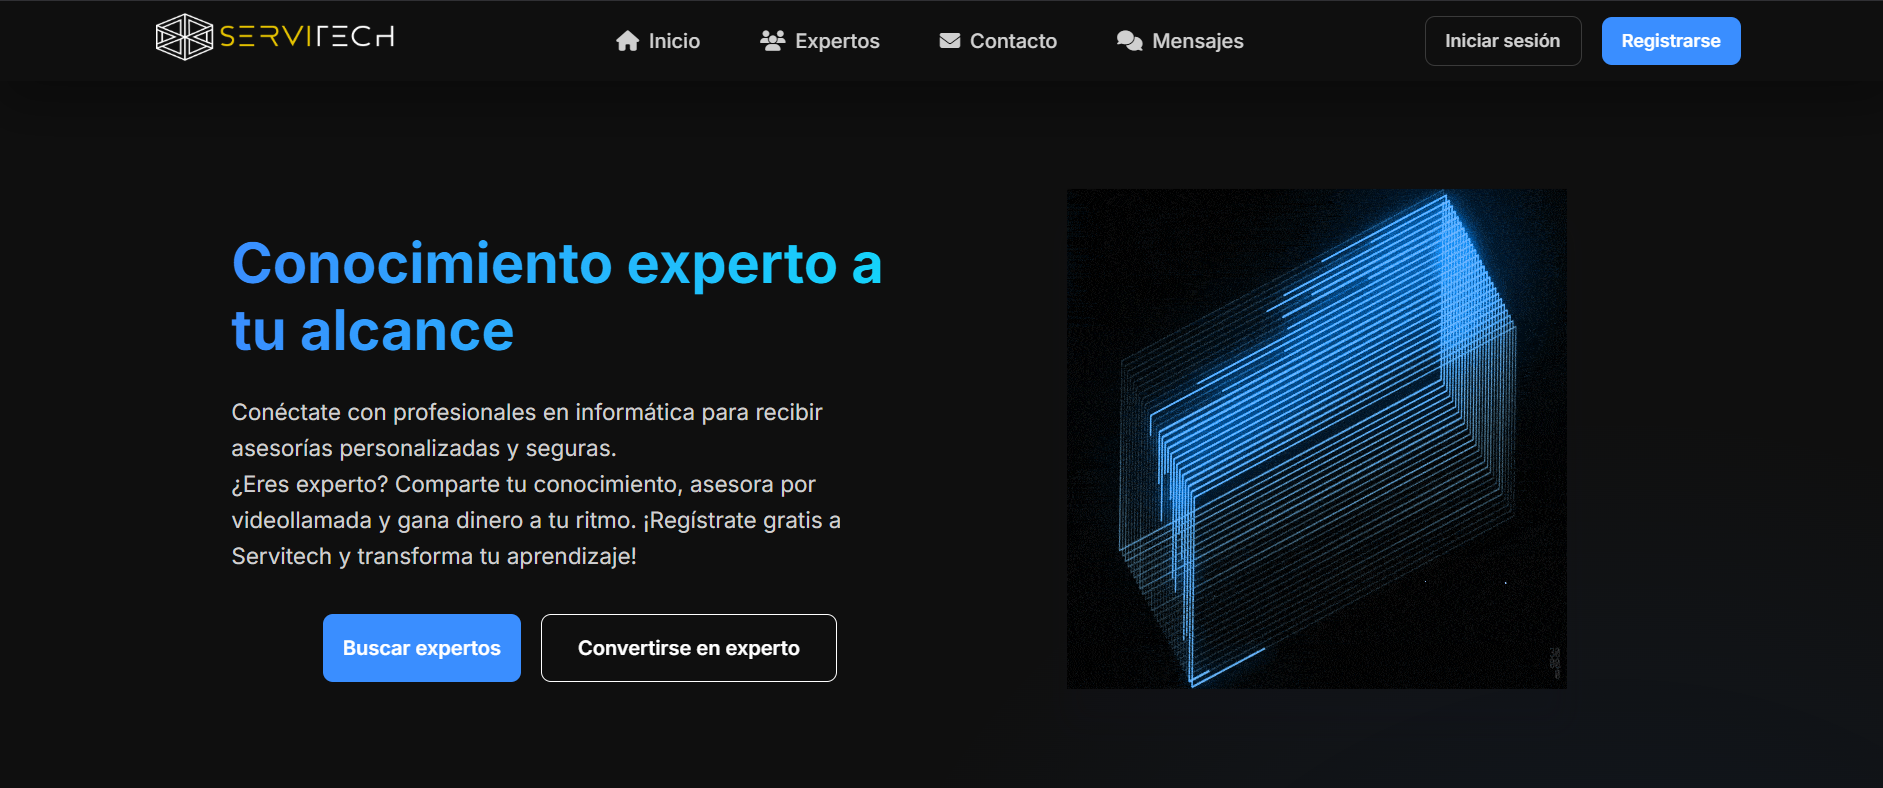 SERVITECH
Inicio
Expertos
Contacto
Mensajes
Iniciar sesión
Registrarse
Conocimiento experto a
tu alcance
Conéctate con profesionales en informática para recibir
asesorías personalizadas y seguras.
¿Eres experto? Comparte tu conocimiento, asesora por
videollamada y gana dinero a tu ritmo. ¡Regístrate gratis a
Servitech y transforma tu aprendizaje!
Buscar expertos
Convertirse en experto